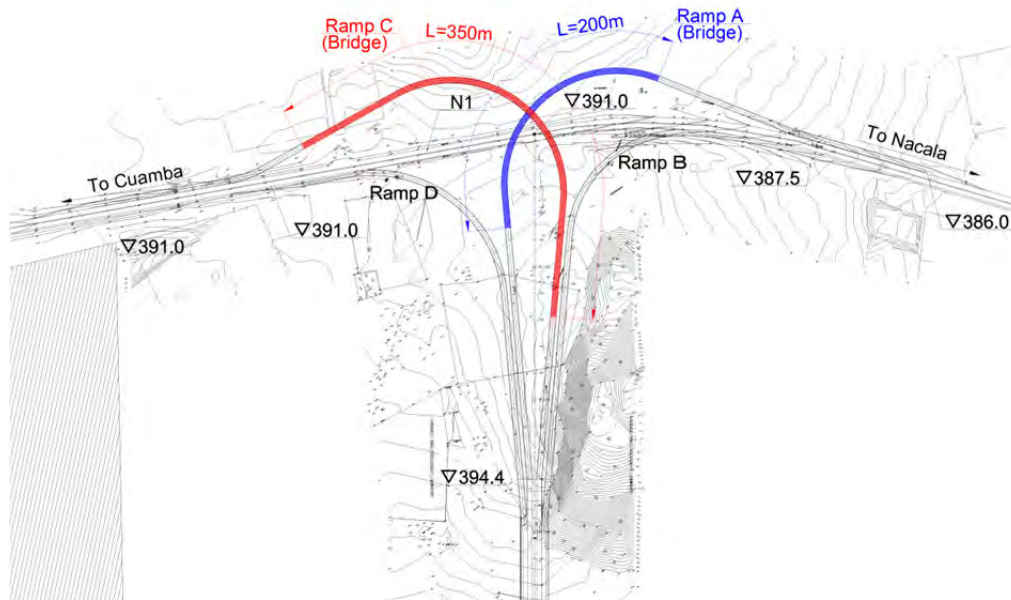 Ramp C
(Bridge)
L=350m
L=200m
Ramp A
(Bridge)
N1
▽391.0
To Nacala
To Cuamba
Ramp D
Ramp B
▽387.5
▽386.0
▽391.0
▽391.0
▽394.4